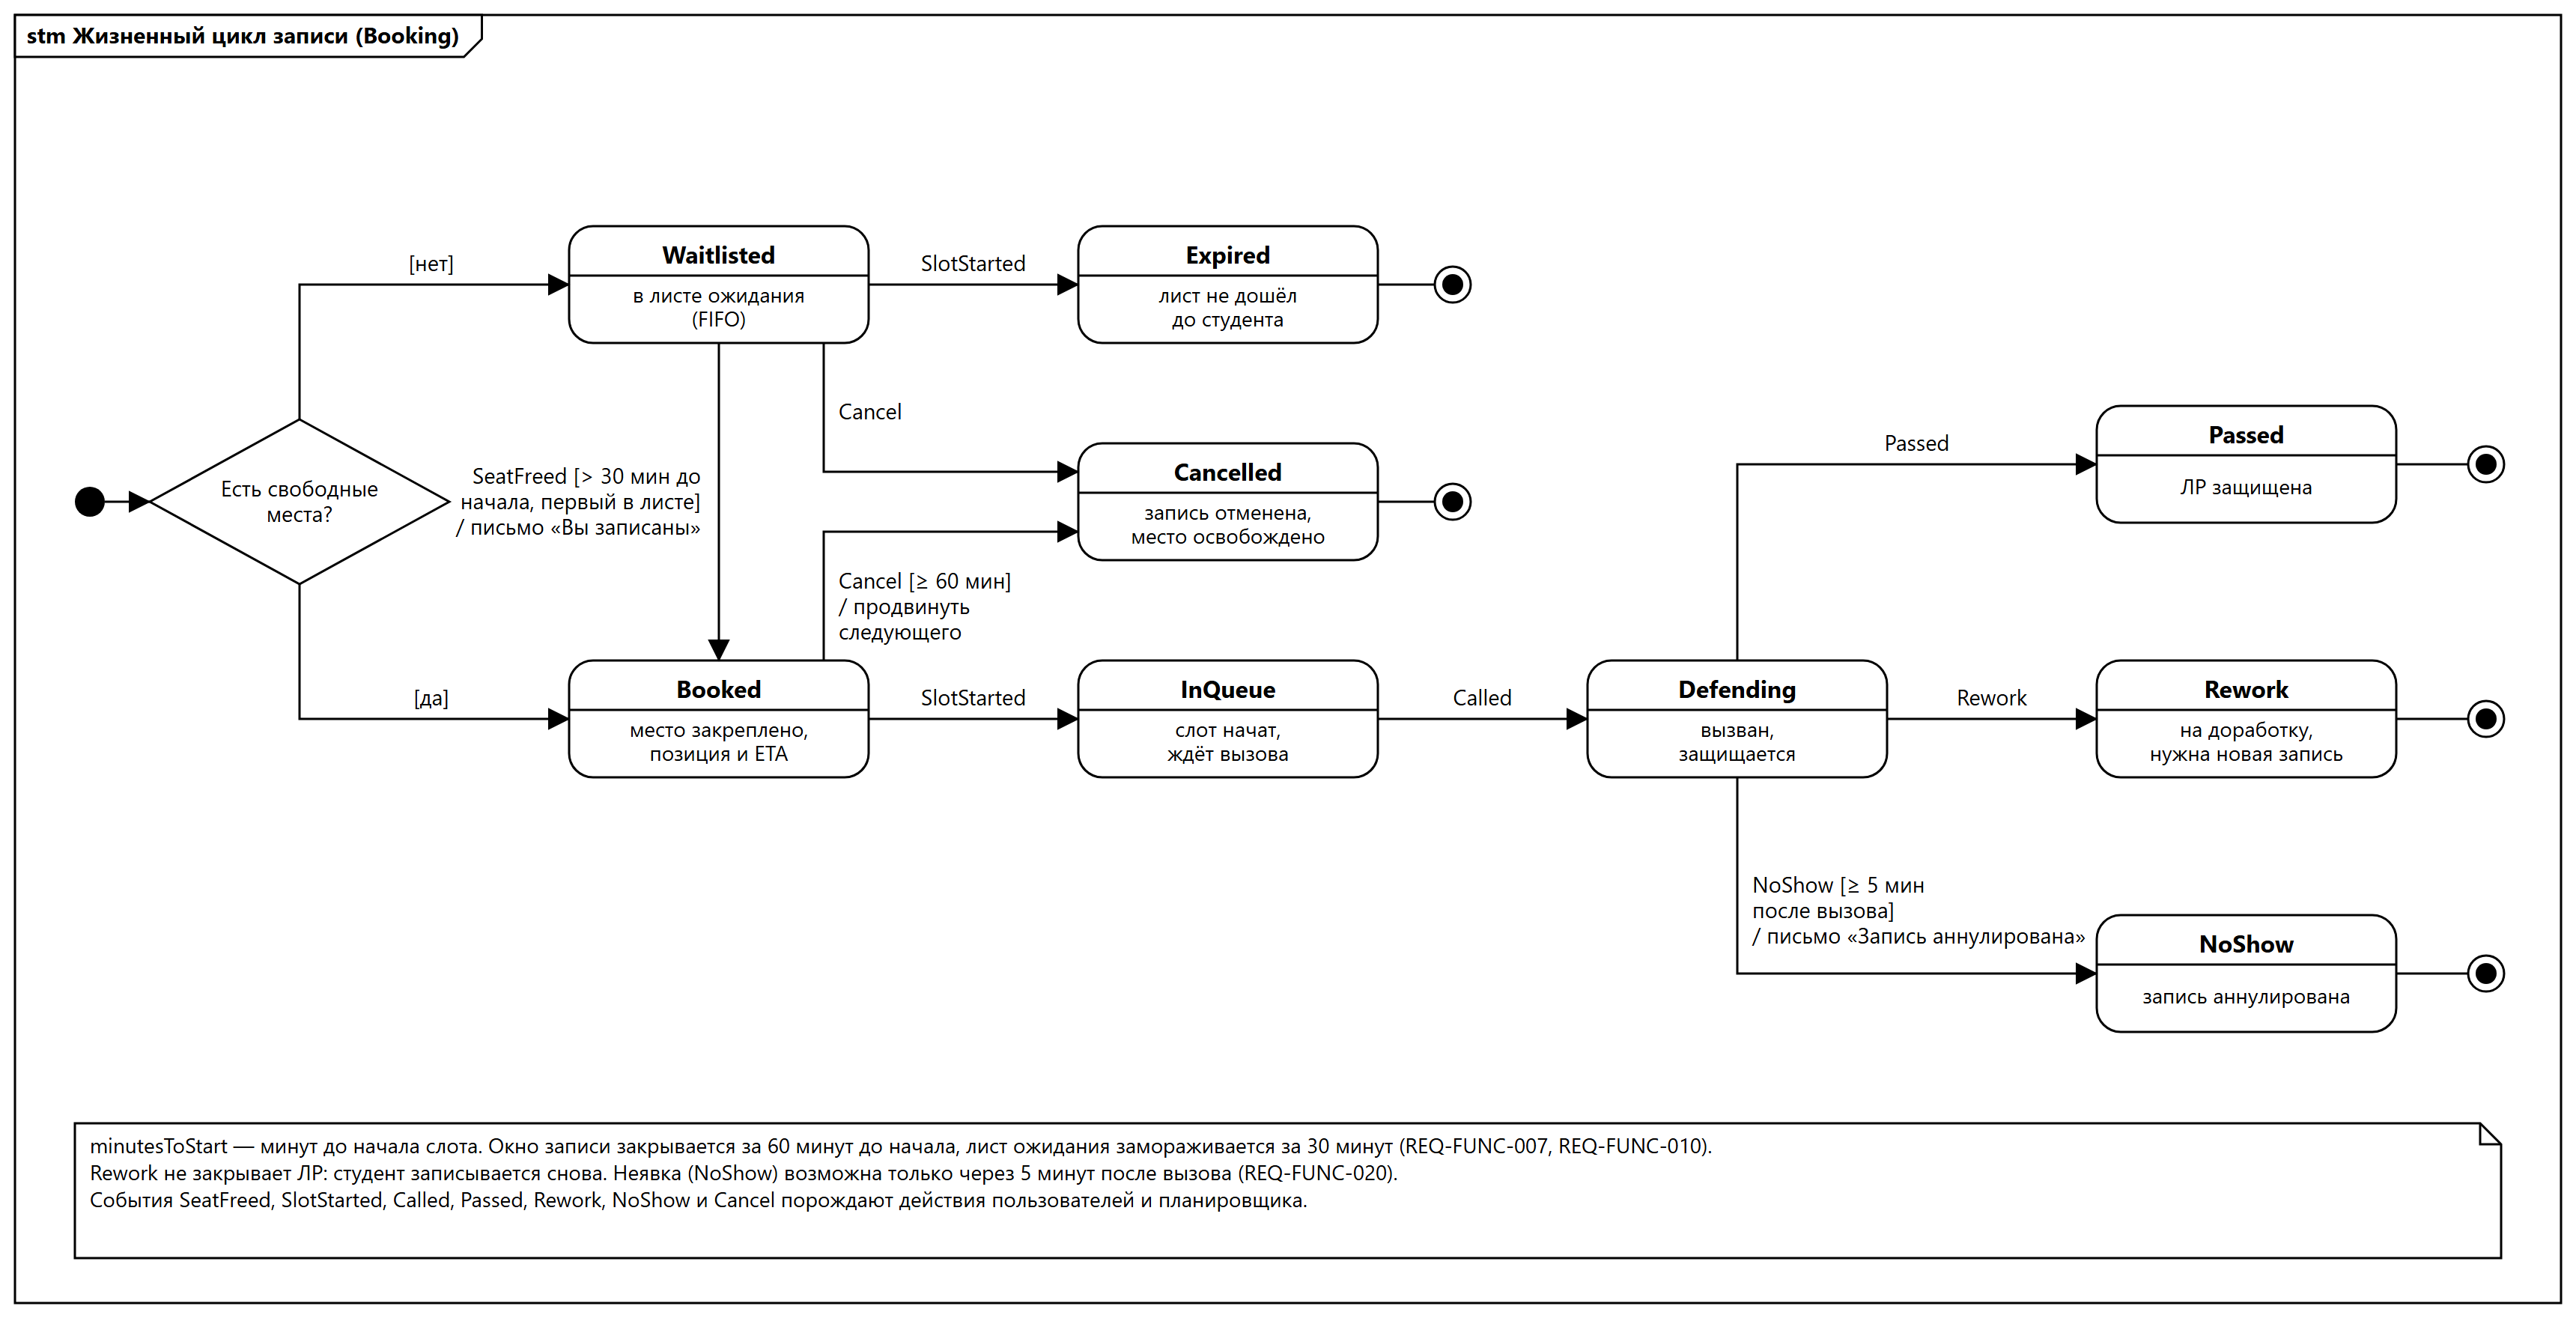 stm Жизненный цикл записи (Booking)
[нет]
Waitlisted
в листе ожидания
(FIFO)
SlotStarted
Expired
лист не дошёл
до студента
Есть свободные
места?
SeatFreed [> 30 мин до
начала, первый в листе]
/ письмо «Вы записаны»
Cancel
Cancelled
запись отменена,
место освобождено
Cancel [≥ 60 мин]
/ продвинуть
следующего
[да]
Booked
место закреплено,
позиция и ETA
SlotStarted
InQueue
слот начат,
ждёт вызова
Called
Defending
вызван,
защищается
Passed
Passed
ЛР защищена
Rework
Rework
на доработку,
нужна новая запись
NoShow [≥ 5 мин
после вызова]
/ письмо «Запись аннулирована»
NoShow
запись аннулирована
minutesToStart — минут до начала слота. Окно записи закрывается за 60 минут до начала, лист ожидания замораживается за 30 минут (REQ-FUNC-007, REQ-FUNC-010).
Rework не закрывает ЛР: студент записывается снова. Неявка (NoShow) возможна только через 5 минут после вызова (REQ-FUNC-020).
События SeatFreed, SlotStarted, Called, Passed, Rework, NoShow и Cancel порождают действия пользователей и планировщика.